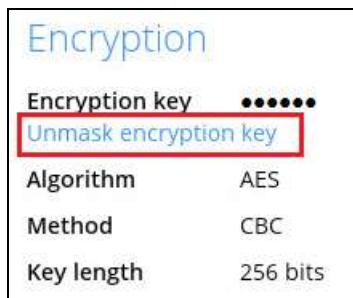 Encryption
Encryption key ●●●●●●
Unmask encryption key
Algorithm AES
Method CBC
Key length 256 bits